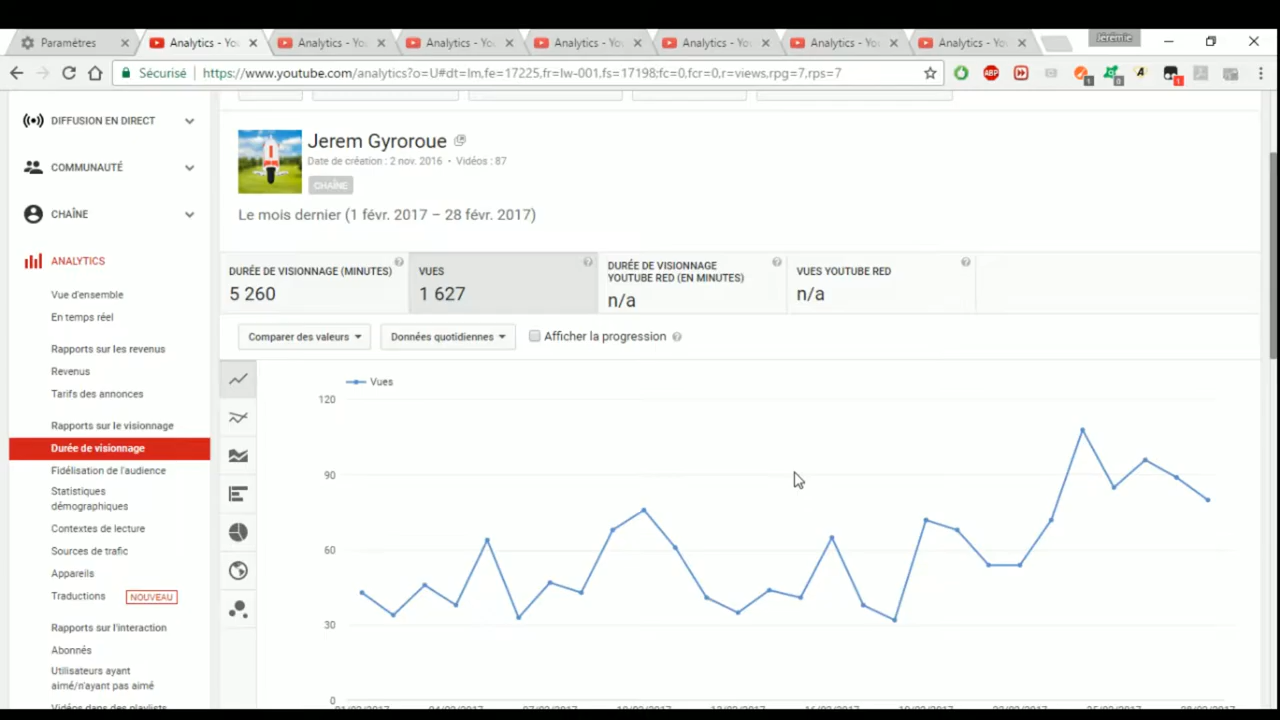 Paramètres
Analytics - You
Analytics - You
Analytics - You
Analytics - You
Analytics - You
Analytics - You
Analytics - You
Jérémie
Sécurisé
https://www.youtube.com/analytics?o=U#dt=lm,fe=17225,fr=lw-001,fs=17198;fc=0,fcr=0,r=views,rpg=7,rps=7
ABP
DIFFUSION EN DIRECT
COMMUNAUTÉ
CHAÎNE
ANALYTICS
Vue d'ensemble
En temps réel
Rapports sur les revenus
Revenus
Tarifs des annonces
Rapports sur le visionnage
Durée de visionnage
Fidélisation de l'audience
Statistiques
démographiques
Contextes de lecture
Sources de trafic
Appareils
Traductions NOUVEAU
Rapports sur l'interaction
Abonnés
Utilisateurs ayant
aimé/n'ayant pas aimé
Vidéos dans des playlists
Jerem Gyroroue
Date de création : 2 nov. 2016 • Vidéos : 87
CHAÎNE
Le mois dernier (1 févr. 2017 – 28 févr. 2017)
DURÉE DE VISIONNAGE (MINUTES)
5 260
VUES
1 627
DURÉE DE VISIONNAGE
YOUTUBE RED (EN MINUTES)
n/a
VUES YOUTUBE RED
n/a
Comparer des valeurs
Données quotidiennes
Afficher la progression
Vues
120
90
60
30
0